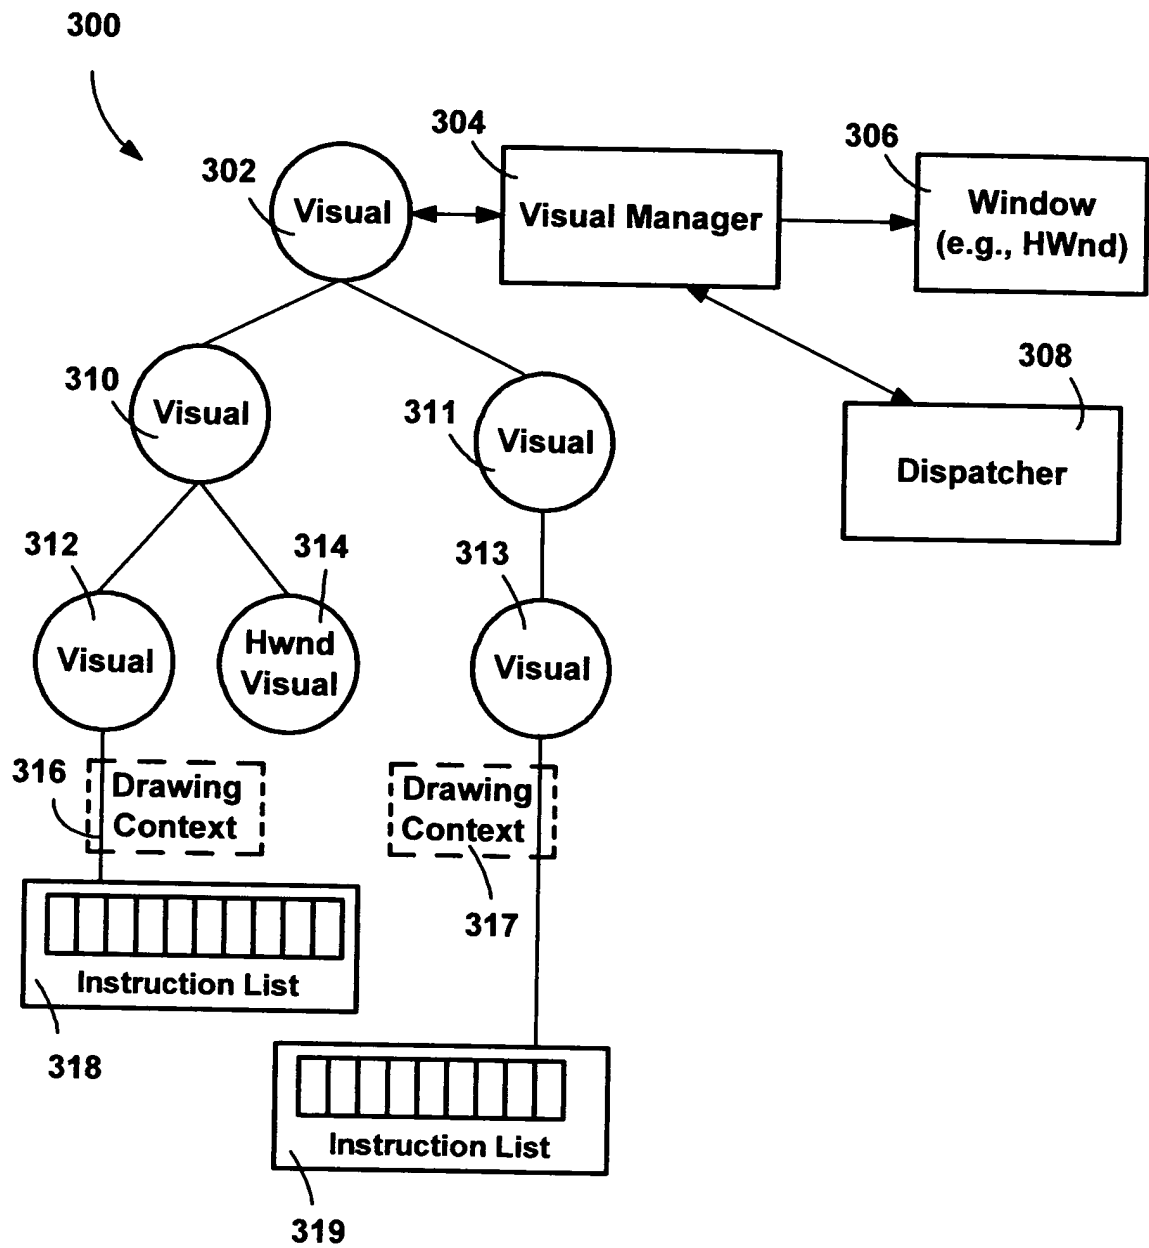 300
304
306
302
Visual
Visual Manager
Window
(e.g., HWnd)
308
310
Visual
311
Visual
Dispatcher
312
314
313
Visual
Hwnd
Visual
Visual
316
Drawing
Context
Drawing
Context
317
Instruction List
318
Instruction List
319